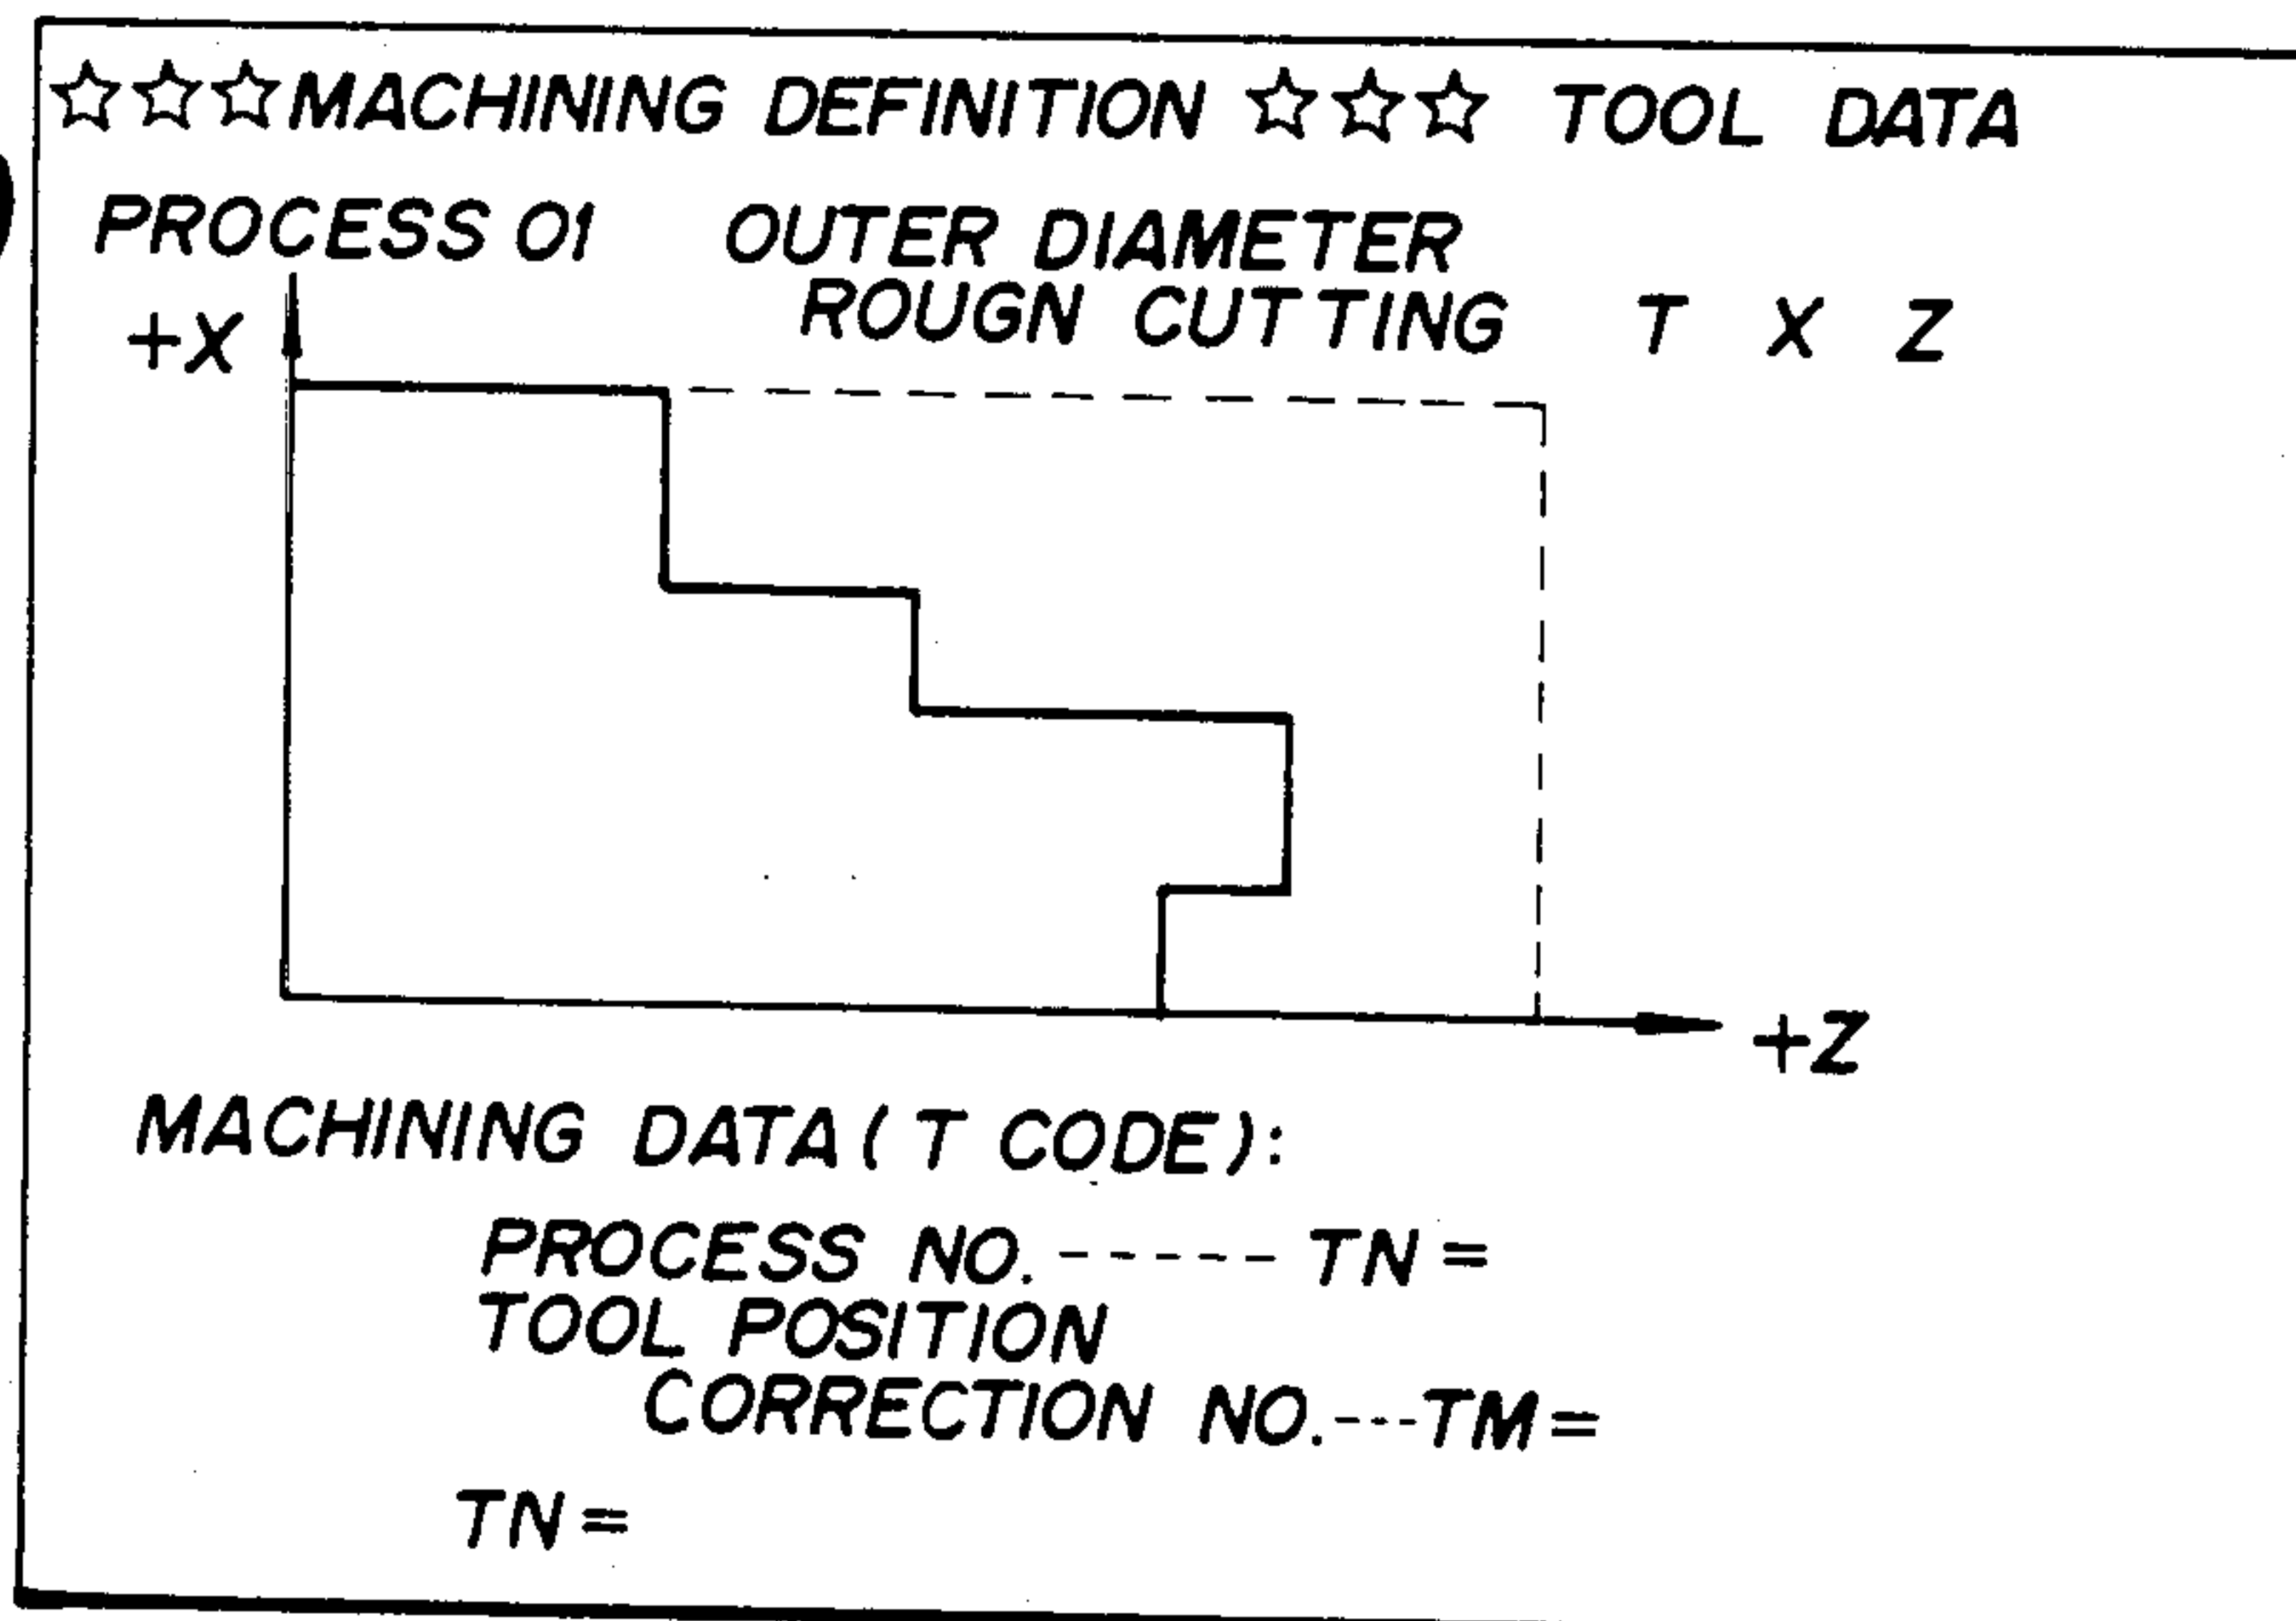 ☆☆☆MACHINING DEFINITION ☆☆☆ TOOL DATA
PROCESS 01 OUTER DIAMETER
ROUGN CUTTING T X Z
+X
+Z
MACHINING DATA ( T CODE ):
PROCESS NO. ----- TN =
TOOL POSITION
CORRECTION NO. --- TM =
TN =